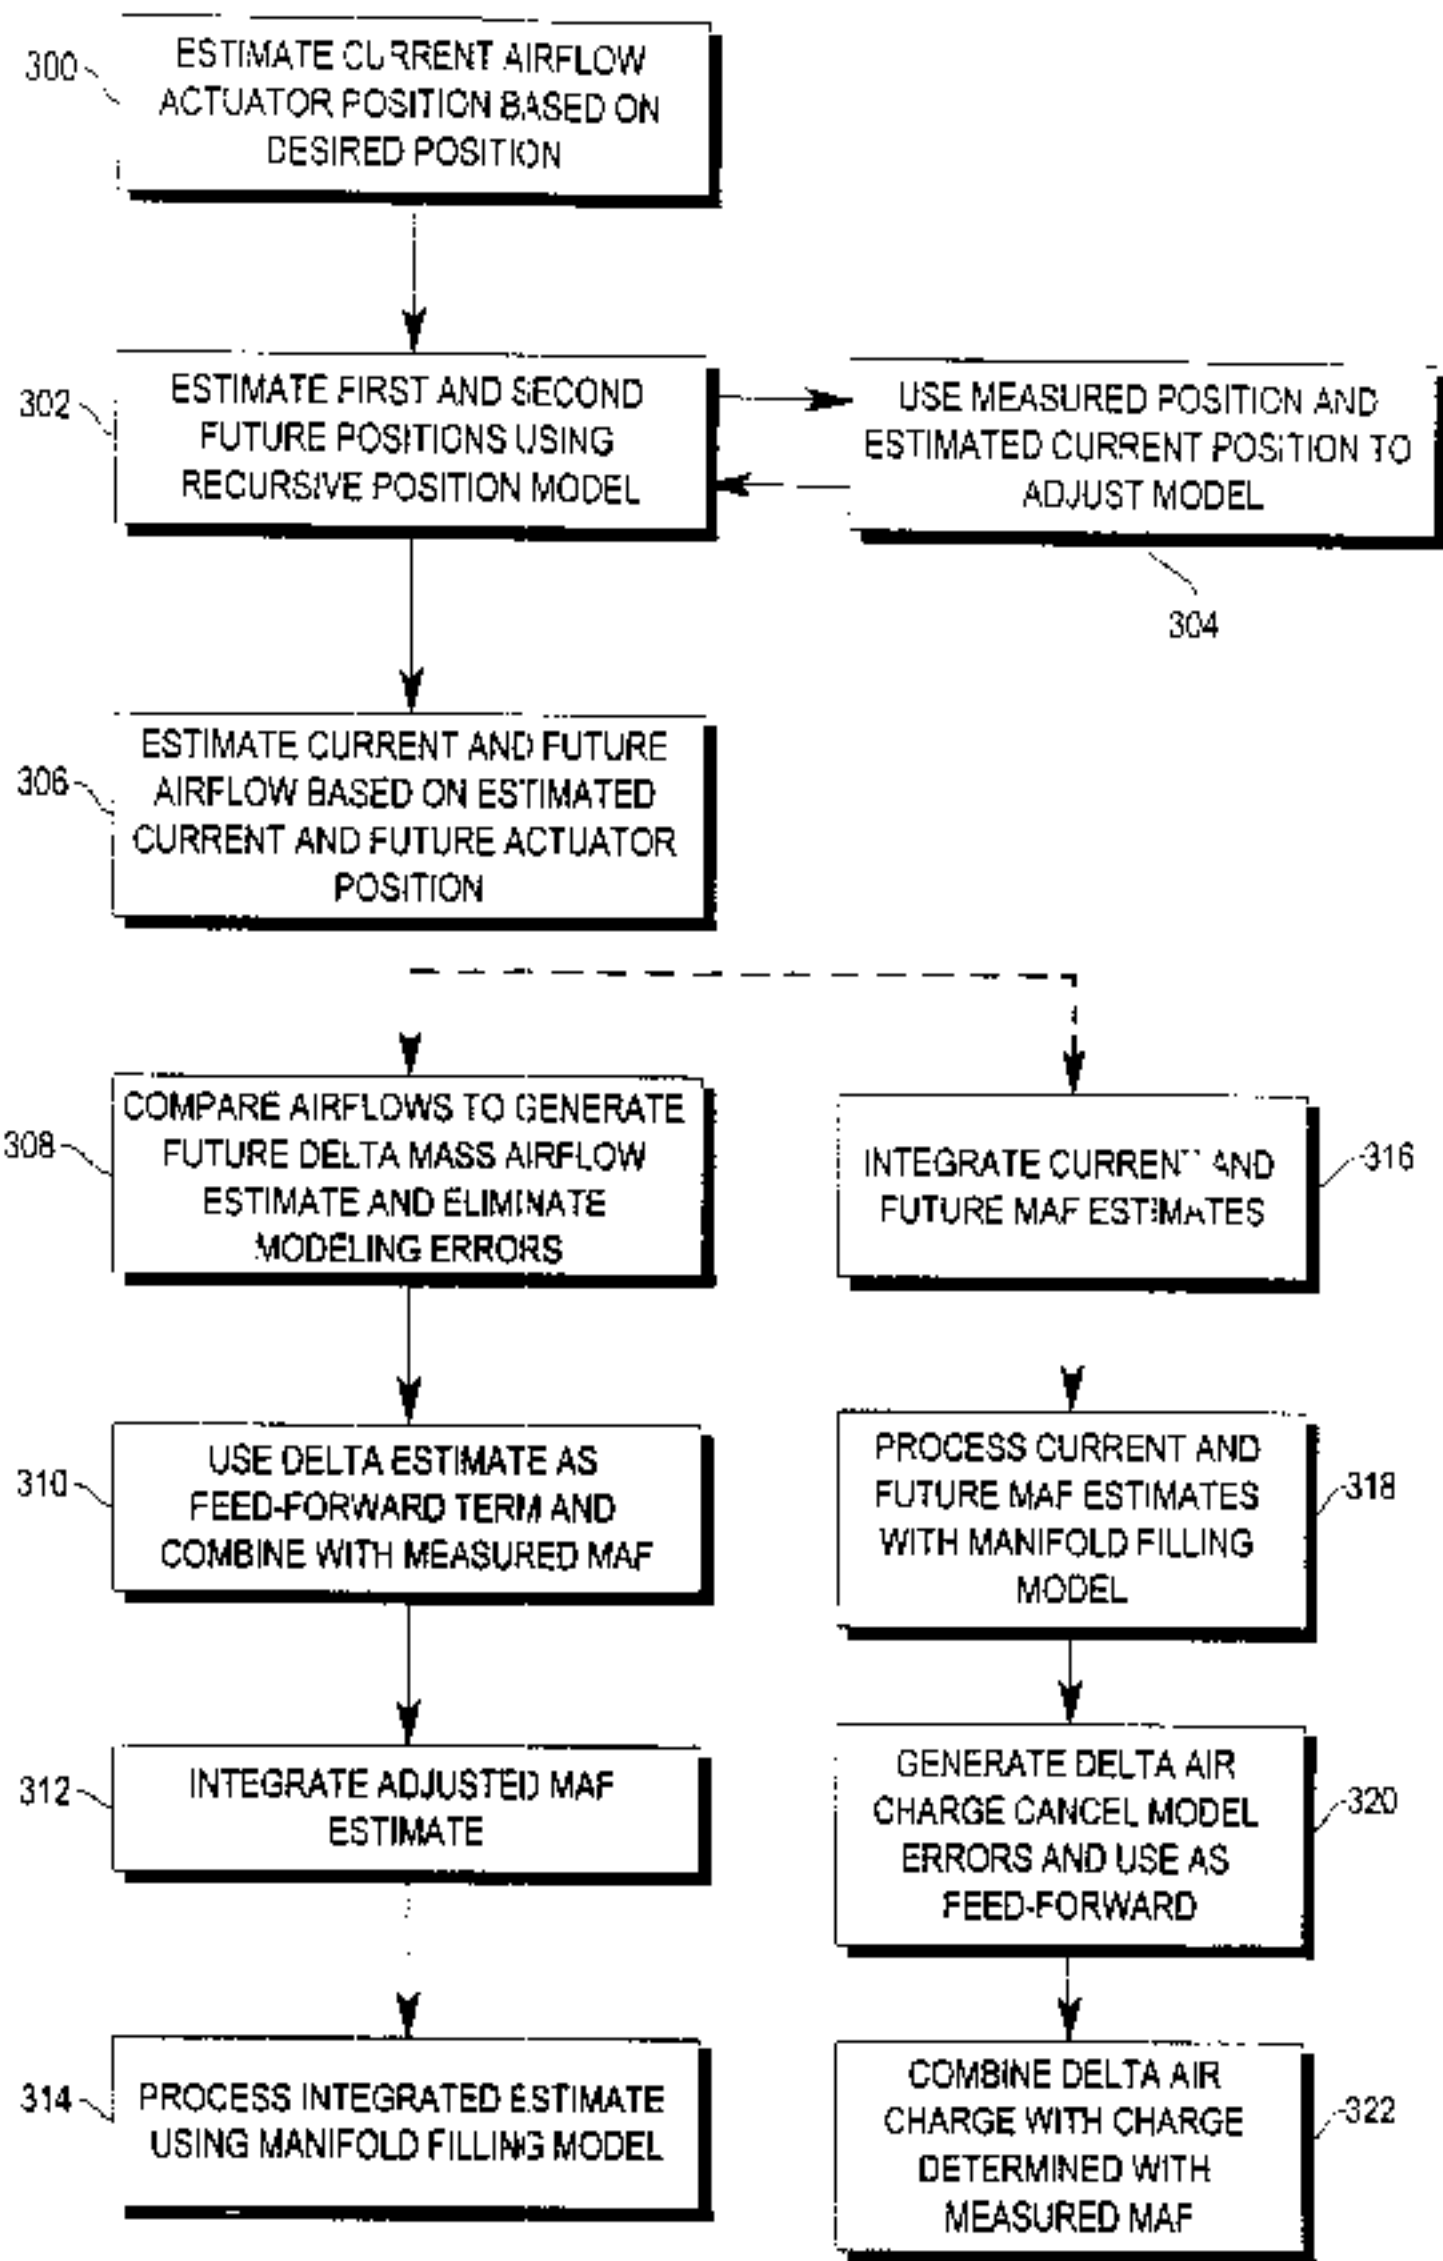 300
ESTIMATE CURRENT AIRFLOW
ACTUATOR POSITION BASED ON
DESIRED POSITION
302
ESTIMATE FIRST AND SECOND
FUTURE POSITIONS USING
RECURSIVE POSITION MODEL
USE MEASURED POSITION AND
ESTIMATED CURRENT POSITION TO
ADJUST MODEL
304
306
ESTIMATE CURRENT AND FUTURE
AIRFLOW BASED ON ESTIMATED
CURRENT AND FUTURE ACTUATOR
POSITION
308
COMPARE AIRFLOWS TO GENERATE
FUTURE DELTA MASS AIRFLOW
ESTIMATE AND ELIMINATE
MODELING ERRORS
310
USE DELTA ESTIMATE AS
FEED-FORWARD TERM AND
COMBINE WITH MEASURED MAF
312
INTEGRATE ADJUSTED MAF
ESTIMATE
314
PROCESS INTEGRATED ESTIMATE
USING MANIFOLD FILLING MODEL
INTEGRATE CURRENT AND
FUTURE MAF ESTIMATES
316
PROCESS CURRENT AND
FUTURE MAF ESTIMATES
WITH MANIFOLD FILLING
MODEL
318
GENERATE DELTA AIR
CHARGE CANCEL MODEL
ERRORS AND USE AS
FEED-FORWARD
320
COMBINE DELTA AIR
CHARGE WITH CHARGE
DETERMINED WITH
MEASURED MAF
322